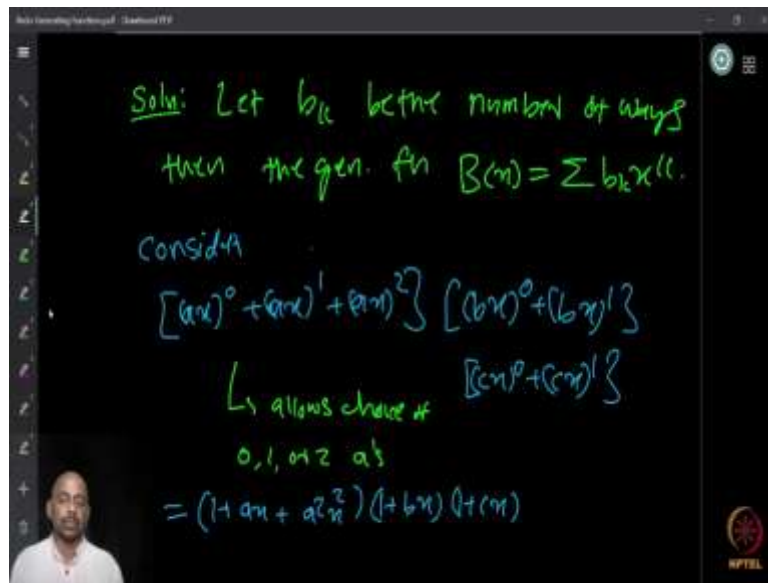 Soln: Let b_k be the number of ways
then the gen. fn B(x) = Σ b_k x^k.
Consider
[(ax)^0 + (ax)^1 + (ax)^2} [(bx)^0 + (bx)^1}
[(cx)^0 + (cx)^1}
↳ allows choice of
0, 1, or 2 a's
= (1 + ax + a^2x^2) (1 + bx) (1 + cx)
NPTEL